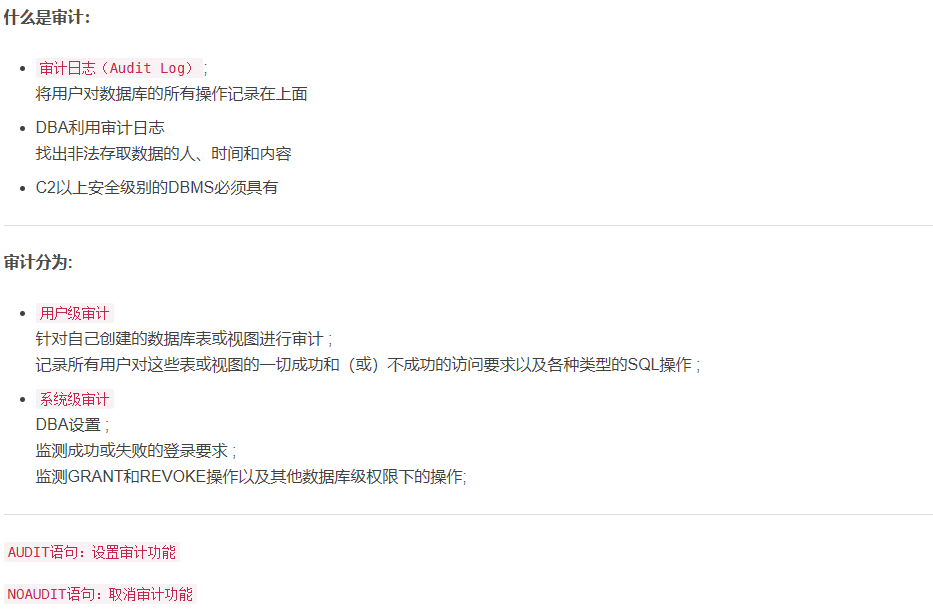 什么是审计：
审计日志（Audit Log） ;
将用户对数据库的所有操作记录在上面
DBA利用审计日志
找出非法存取数据的人、时间和内容
C2以上安全级别的DBMS必须具有
审计分为:
用户级审计
针对自己创建的数据库表或视图进行审计 ;
记录所有用户对这些表或视图的一切成功和（或）不成功的访问要求以及各种类型的SQL操作 ;
系统级审计
DBA设置 ;
监测成功或失败的登录要求 ;
监测GRANT和REVOKE操作以及其他数据库级权限下的操作;
AUDIT语句：设置审计功能
NOAUDIT语句：取消审计功能